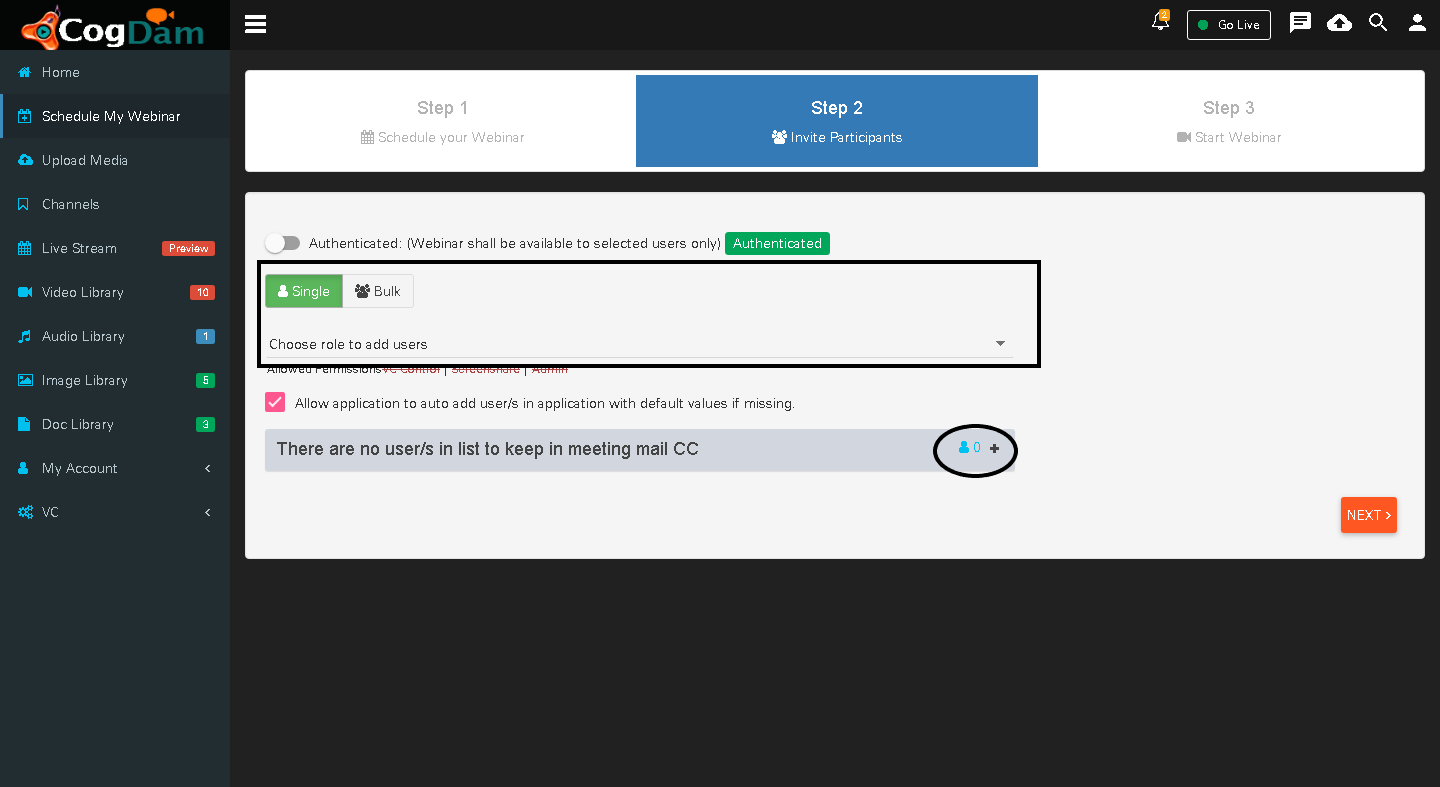 CogDam
2
Go Live
Home
Schedule My Webinar
Upload Media
Channels
Live Stream Preview
Video Library 10
Audio Library 1
Image Library 5
Doc Library 3
My Account
VC
Step 1
Schedule your Webinar
Step 2
Invite Participants
Step 3
Start Webinar
Authenticated: (Webinar shall be available to selected users only) Authenticated
Single Bulk
Choose role to add users
Allowed Permissions VC Control | Screenshare | Admin
Allow application to auto add user/s in application with default values if missing.
There are no user/s in list to keep in meeting mail CC 0 +
NEXT >